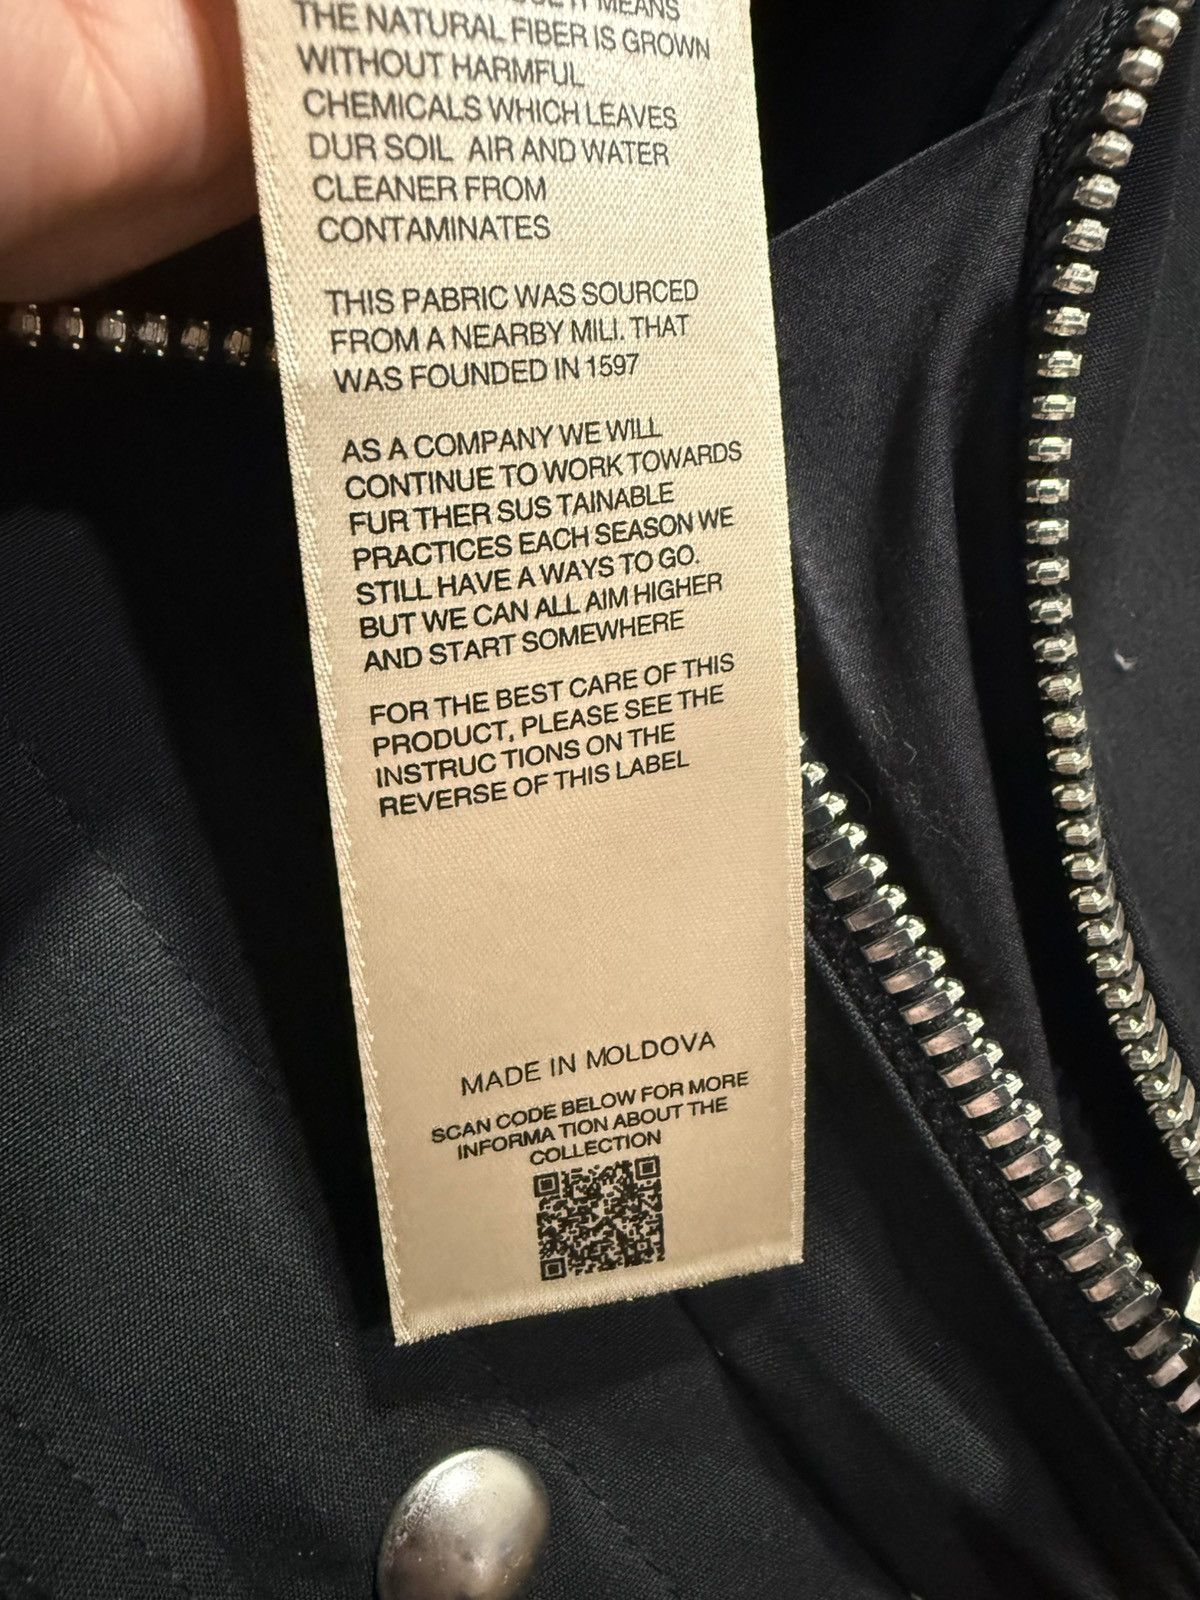 MEANS
THE NATURAL FIBER IS GROWN
WITHOUT HARMFUL
CHEMICALS WHICH LEAVES
DUR SOIL AIR AND WATER
CLEANER FROM
CONTAMINATES
THIS PABRIC WAS SOURCED
FROM A NEARBY MILI. THAT
WAS FOUNDED IN 1597
AS A COMPANY WE WILL
CONTINUE TO WORK TOWARDS
FUR THER SUS TAINABLE
PRACTICES EACH SEASON WE
STILL HAVE A WAYS TO GO.
BUT WE CAN ALL AIM HIGHER
AND START SOMEWHERE
FOR THE BEST CARE OF THIS
PRODUCT, PLEASE SEE THE
INSTRUC TIONS ON THE
REVERSE OF THIS LABEL
MADE IN MOLDOVA
SCAN CODE BELOW FOR MORE
INFORMA TION ABOUT THE
COLLECTION